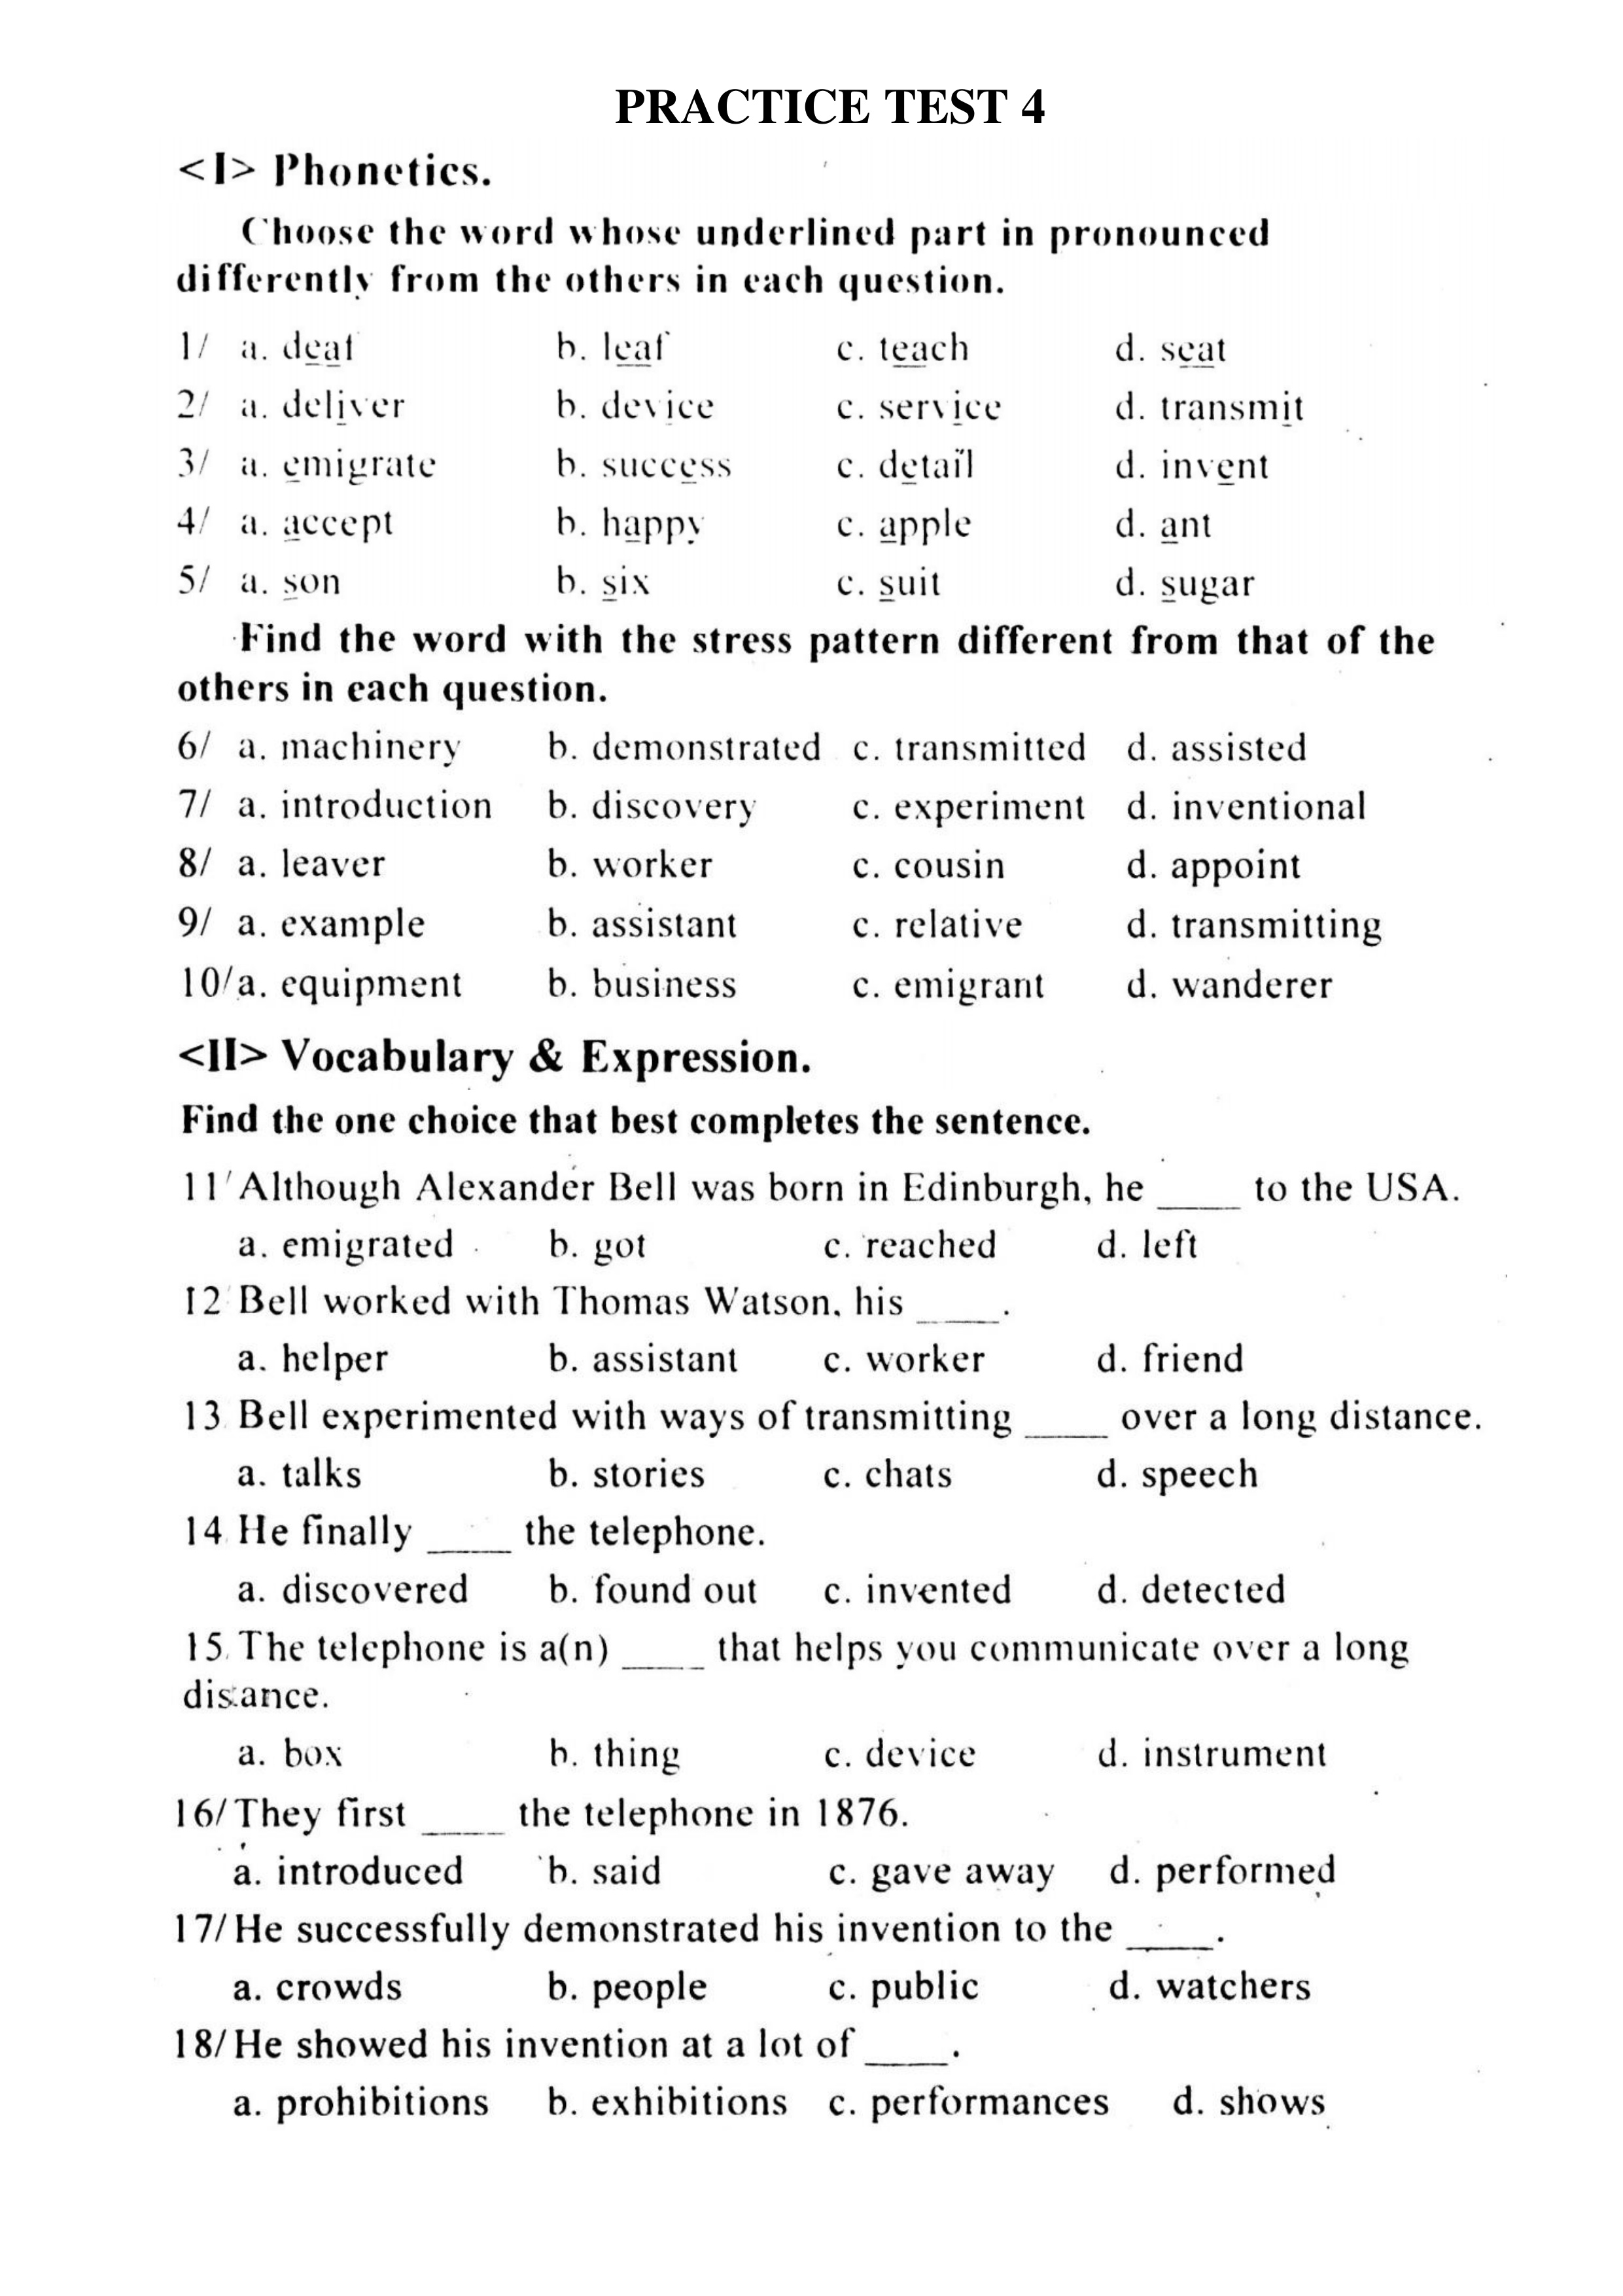 PRACTICE TEST 4
<I> Phonetics.
Choose the word whose underlined part in pronounced
differently from the others in each question.
1/ a. deaf b. leaf c. teach d. seat
2/ a. deliver b. device c. service d. transmit
3/ a. emigrate b. success c. detail d. invent
4/ a. accept b. happy c. apple d. ant
5/ a. son b. six c. suit d. sugar
Find the word with the stress pattern different from that of the
others in each question.
6/ a. machinery b. demonstrated c. transmitted d. assisted
7/ a. introduction b. discovery c. experiment d. inventional
8/ a. leaver b. worker c. cousin d. appoint
9/ a. example b. assistant c. relative d. transmitting
10/a. equipment b. business c. emigrant d. wanderer
<II> Vocabulary & Expression.
Find the one choice that best completes the sentence.
11/Although Alexander Bell was born in Edinburgh, he ____ to the USA.
a. emigrated b. got c. reached d. left
12 Bell worked with Thomas Watson, his ____.
a. helper b. assistant c. worker d. friend
13 Bell experimented with ways of transmitting ____ over a long distance.
a. talks b. stories c. chats d. speech
14 He finally ____ the telephone.
a. discovered b. found out c. invented d. detected
15 The telephone is a(n) ____ that helps you communicate over a long
distance.
a. box b. thing c. device d. instrument
16/They first ____ the telephone in 1876.
a. introduced b. said c. gave away d. performed
17/He successfully demonstrated his invention to the ____.
a. crowds b. people c. public d. watchers
18/He showed his invention at a lot of ____.
a. prohibitions b. exhibitions c. performances d. shows